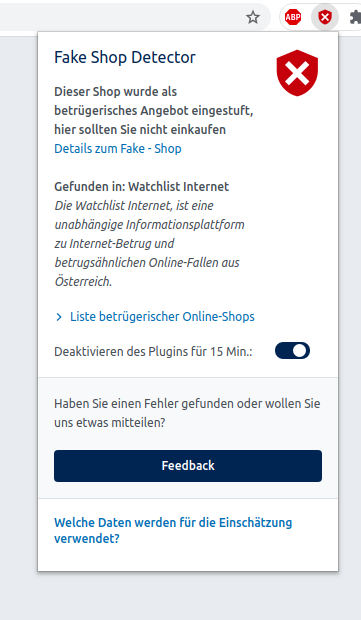 ABP
Fake Shop Detector
Dieser Shop wurde als
betrügerisches Angebot eingestuft,
hier sollten Sie nicht einkaufen
Details zum Fake - Shop
Gefunden in: Watchlist Internet
Die Watchlist Internet, ist eine
unabhängige Informationsplattform
zu Internet-Betrug und
betrugsähnlichen Online-Fallen aus
Österreich.
Liste betrügerischer Online-Shops
Deaktivieren des Plugins für 15 Min.:
Haben Sie einen Fehler gefunden oder wollen Sie
uns etwas mitteilen?
Feedback
Welche Daten werden für die Einschätzung
verwendet?